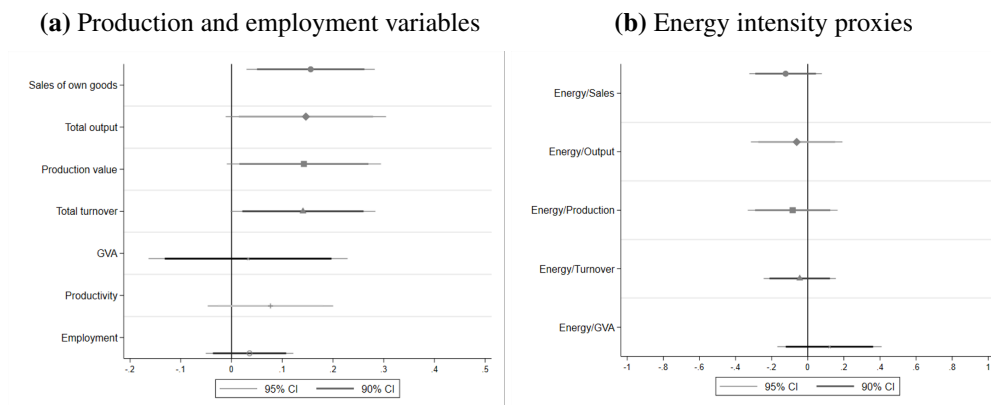 (a) Production and employment variables
Sales of own goods
Total output
Production value
Total turnover
GVA
Productivity
Employment
-.2 -.1 0 .1 .2 .3 .4 .5
95% CI 90% CI
(b) Energy intensity proxies
Energy/Sales
Energy/Output
Energy/Production
Energy/Turnover
Energy/GVA
-1 -.8 -.6 -.4 -.2 0 .2 .4 .6 .8 1
95% CI 90% CI